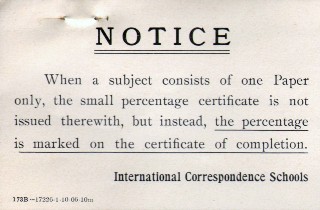 NOTICE
When a subject consists of one Paper
only, the small percentage certificate is not
issued therewith, but instead, the percentage
is marked on the certificate of completion.
International Correspondence Schools
173B—17226-1-10-06-10m